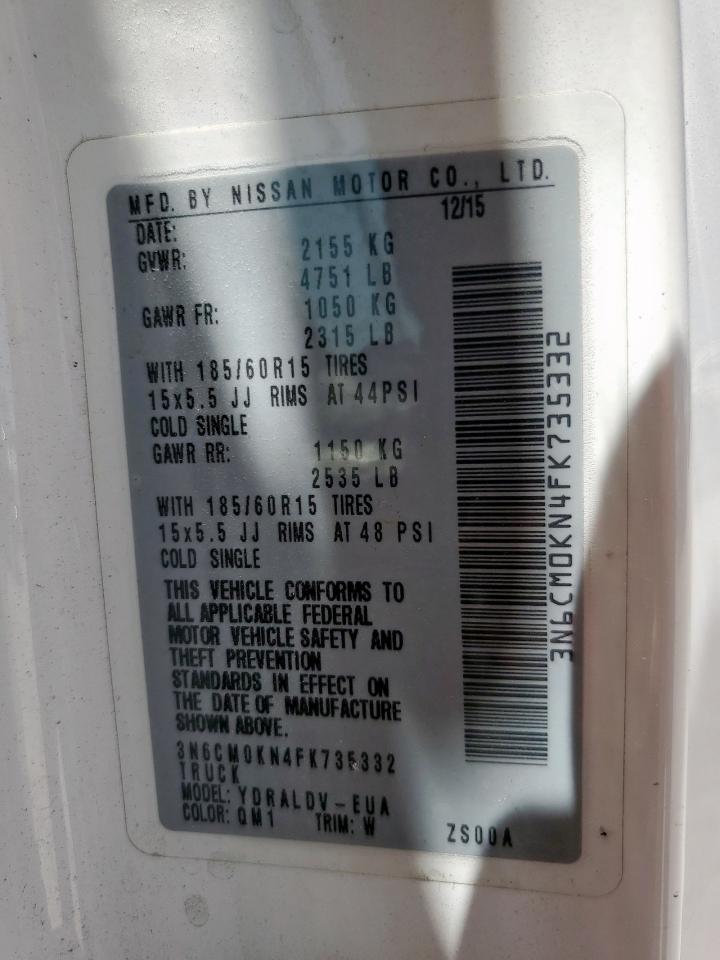 MFD. BY NISSAN MOTOR CO., LTD.
DATE: 12/15
GVWR: 2155 KG
4751 LB
GAWR FR: 1050 KG
2315 LB
WITH 185/60R15 TIRES
15x5.5 JJ RIMS AT 44PSI
COLD SINGLE
GAWR RR: 1150 KG
2535 LB
WITH 185/60R15 TIRES
15x5.5 JJ RIMS AT 48 PSI
COLD SINGLE
THIS VEHICLE CONFORMS TO
ALL APPLICABLE FEDERAL
MOTOR VEHICLE SAFETY AND
THEFT PREVENTION
STANDARDS IN EFFECT ON
THE DATE OF MANUFACTURE
SHOWN ABOVE.
3N6CM0KN4FK735332
TRUCK
MODEL: YDRALDV-EUA
COLOR: QM1 TRIM: W
ZS00A
3N6CM0KN4FK735332